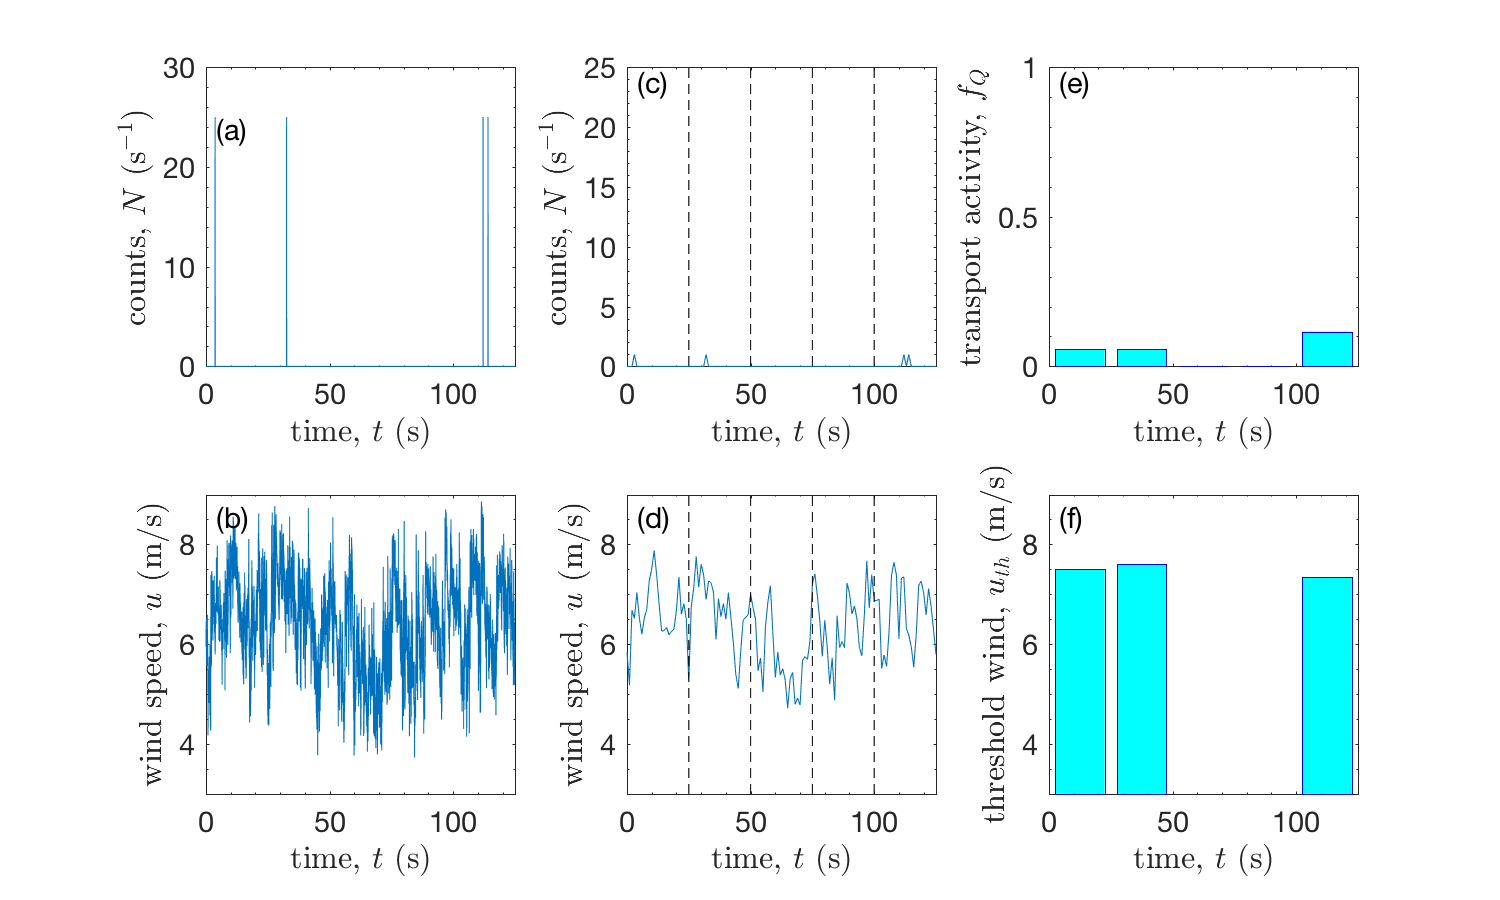 30
20
10
0
0 50 100
counts, N (s⁻¹)
time, t (s)
(a)
25
20
15
10
5
0
0 50 100
counts, N (s⁻¹)
time, t (s)
(c)
1
0.5
0
0 50 100
transport activity, f_Q
time, t (s)
(e)
8
6
4
0 50 100
wind speed, u (m/s)
time, t (s)
(b)
8
6
4
0 50 100
wind speed, u (m/s)
time, t (s)
(d)
8
6
4
0 50 100
threshold wind, u_th (m/s)
time, t (s)
(f)